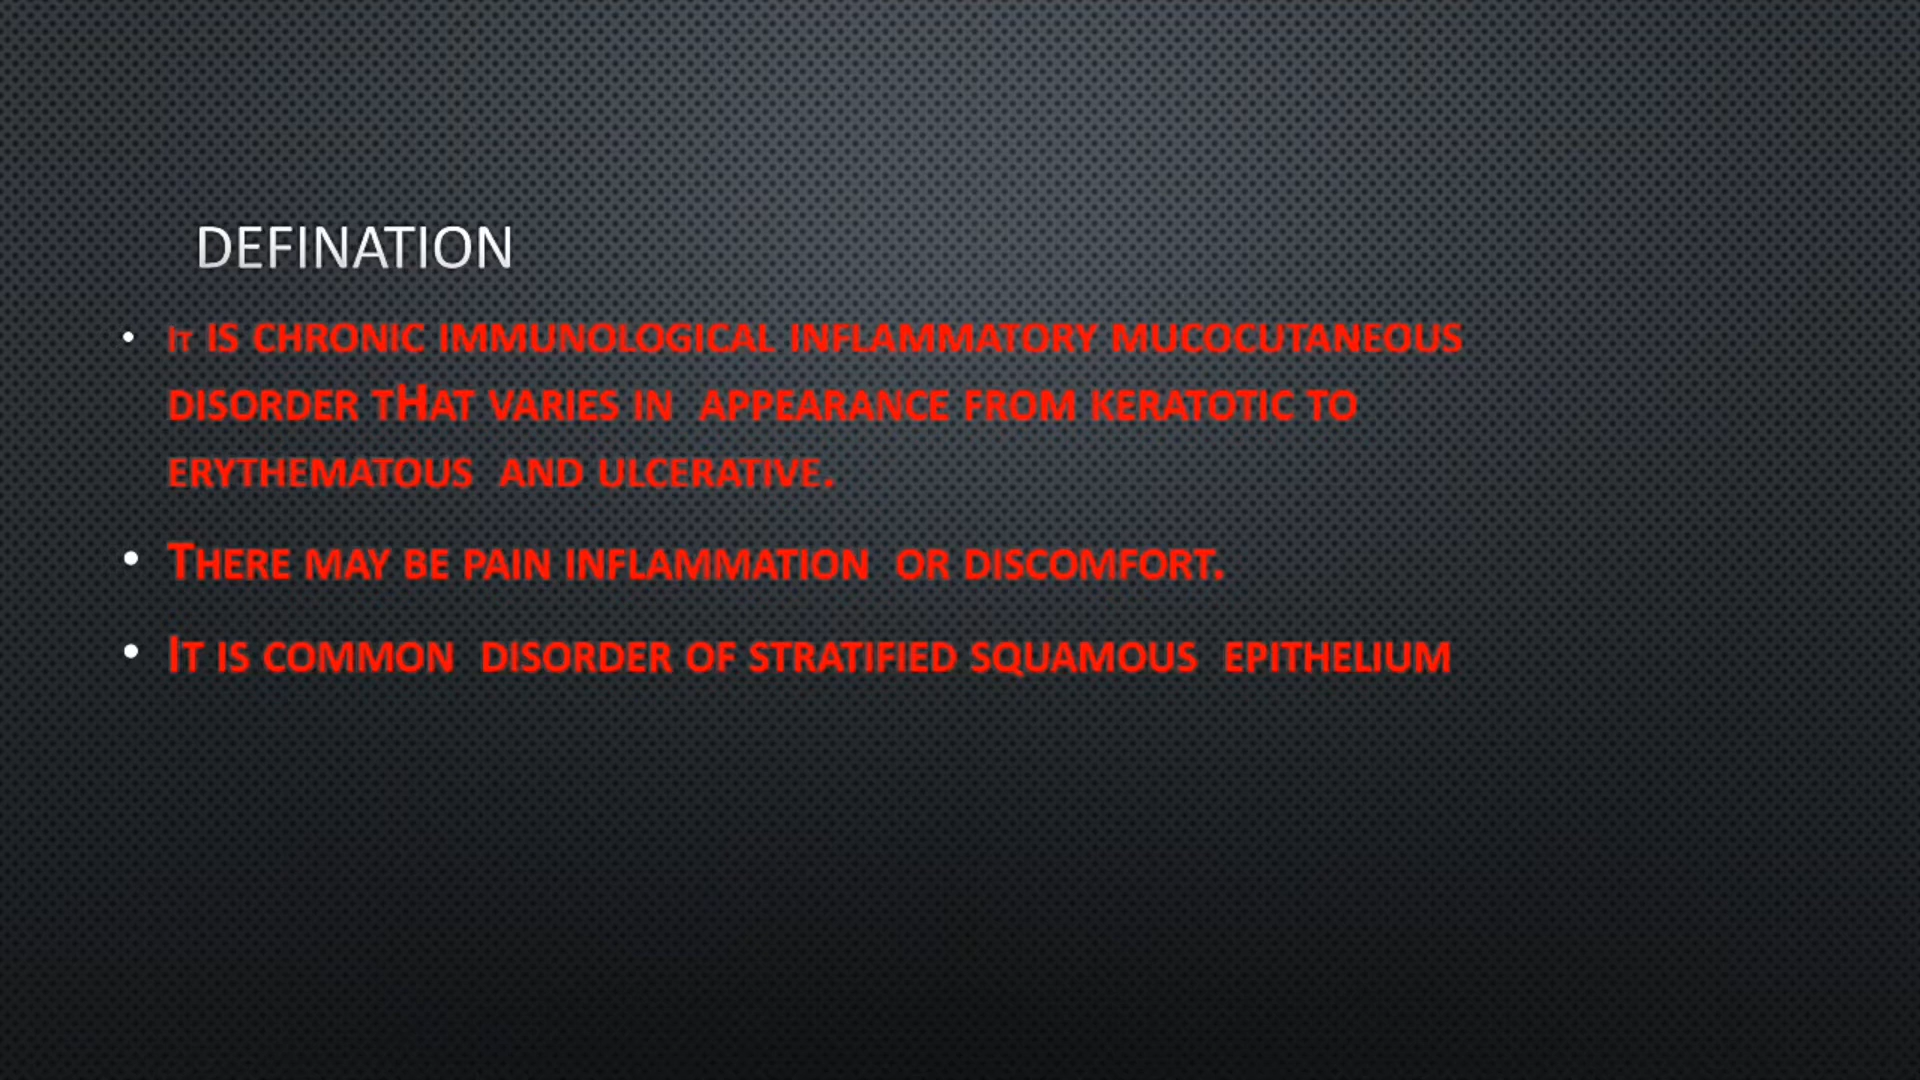 DEFINATION
• IT IS CHRONIC IMMUNOLOGICAL INFLAMMATORY MUCOCUTANEOUS
DISORDER THAT VARIES IN APPEARANCE FROM KERATOTIC TO
ERYTHEMATOUS AND ULCERATIVE.
• THERE MAY BE PAIN INFLAMMATION OR DISCOMFORT.
• IT IS COMMON DISORDER OF STRATIFIED SQUAMOUS EPITHELIUM